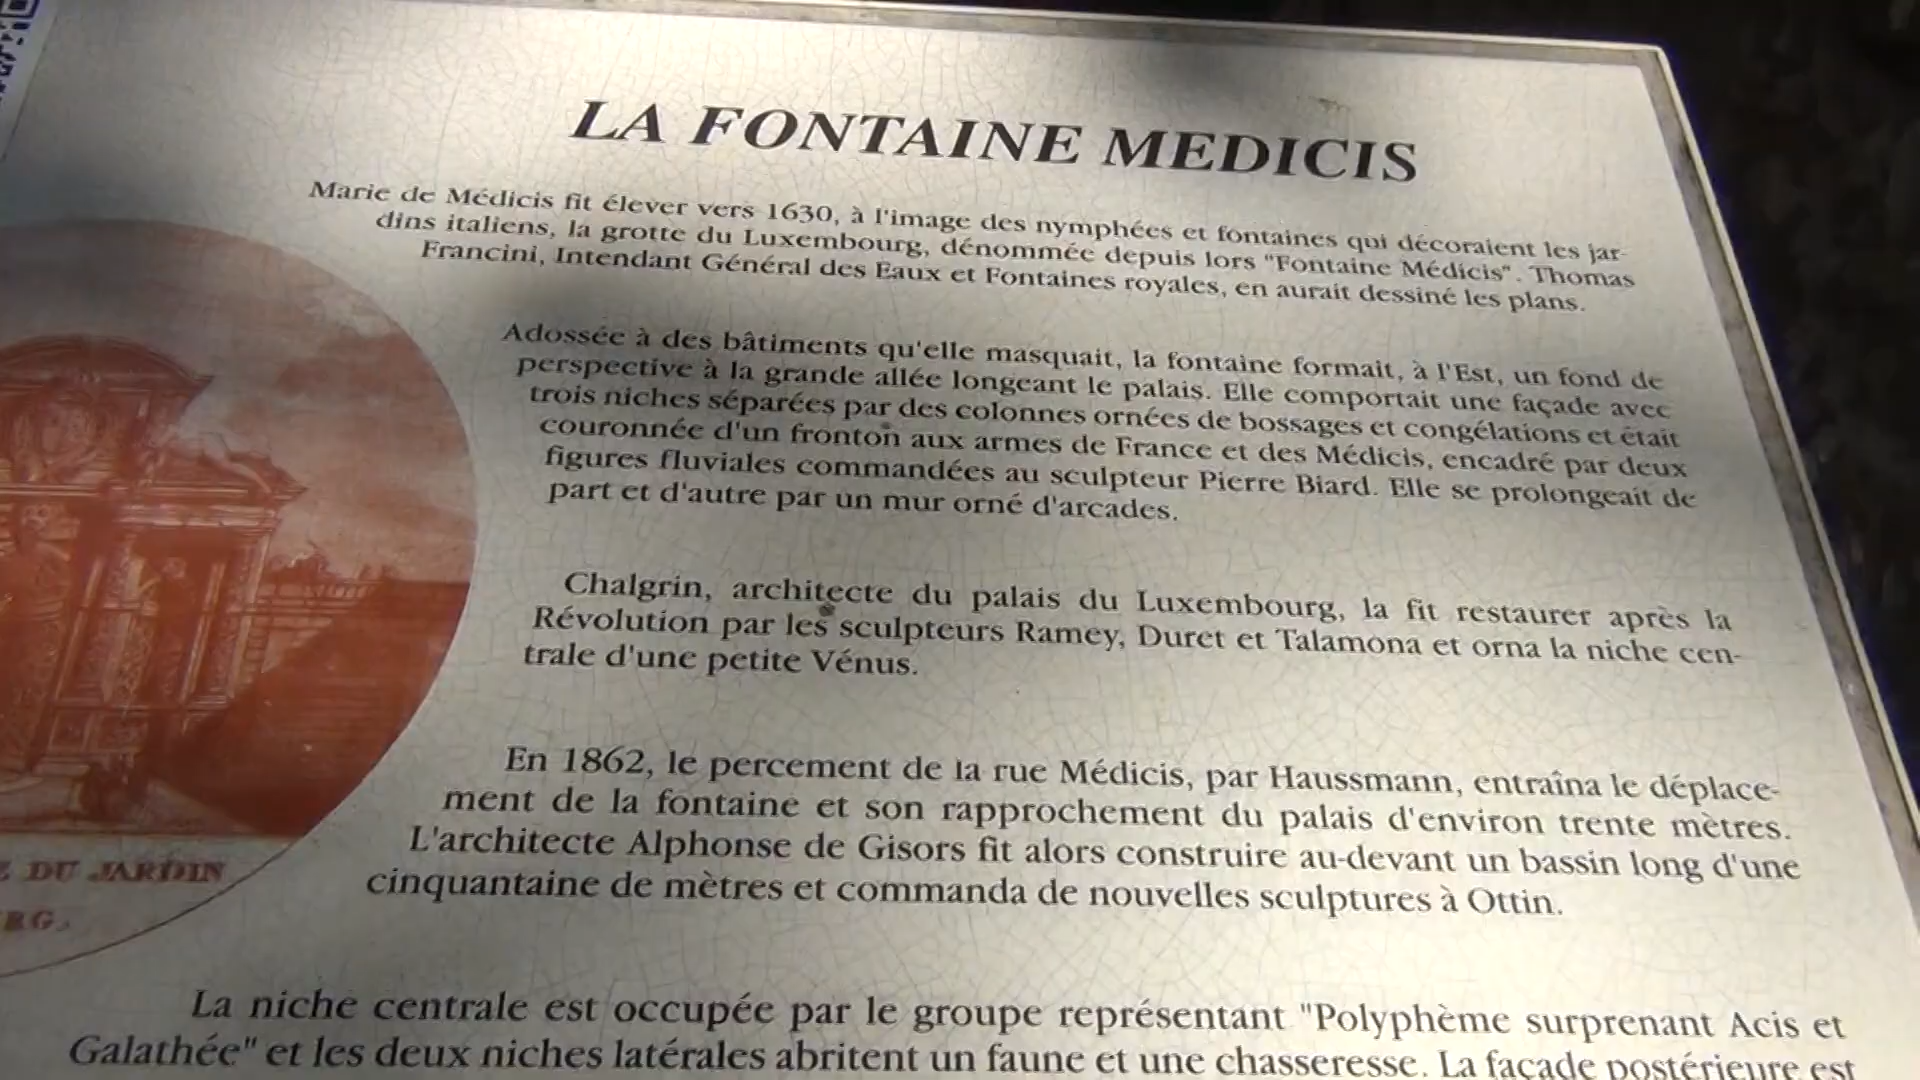 LA FONTAINE MEDICIS
Marie de Médicis fit élever vers 1630, à l'image des nymphées et fontaines qui décoraient les jar-
dins italiens, la grotte du Luxembourg, dénommée depuis lors "Fontaine Médicis". Thomas
Francini, Intendant Général des Eaux et Fontaines royales, en aurait dessiné les plans.
Adossée à des bâtiments qu'elle masquait, la fontaine formait, à l'Est, un fond de
perspective à la grande allée longeant le palais. Elle comportait une façade avec
trois niches séparées par des colonnes ornées de bossages et congélations et était
couronnée d'un fronton aux armes de France et des Médicis, encadré par deux
figures fluviales commandées au sculpteur Pierre Biard. Elle se prolongeait de
part et d'autre par un mur orné d'arcades.
Chalgrin, architecte du palais du Luxembourg, la fit restaurer après la
Révolution par les sculpteurs Ramey, Duret et Talamona et orna la niche cen-
trale d'une petite Vénus.
En 1862, le percement de la rue Médicis, par Haussmann, entraîna le déplace-
ment de la fontaine et son rapprochement du palais d'environ trente mètres.
L'architecte Alphonse de Gisors fit alors construire au-devant un bassin long d'une
cinquantaine de mètres et commanda de nouvelles sculptures à Ottin.
La niche centrale est occupée par le groupe représentant "Polyphème surprenant Acis et
Galathée" et les deux niches latérales abritent un faune et une chasseresse. La façade postérieure est
DU JARDIN
RG.